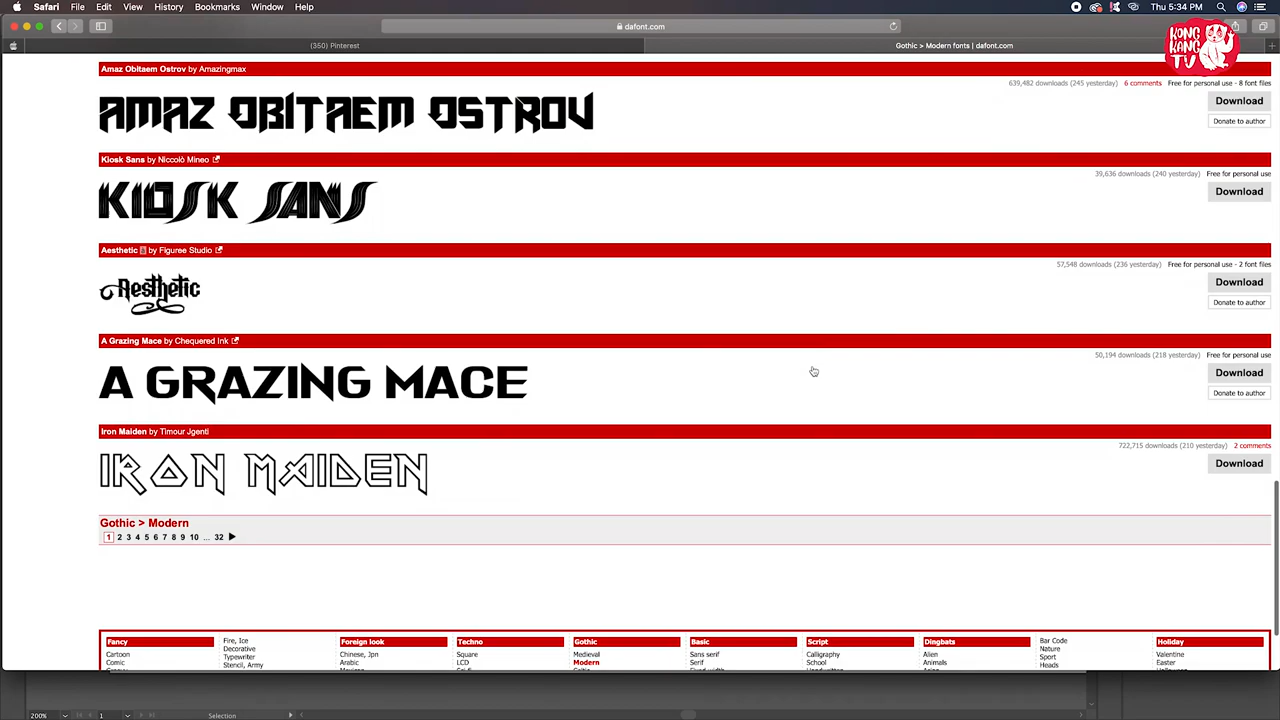 Safari File Edit View History Bookmarks Window Help
Thu 5:34 PM
dafont.com
(350) Pinterest
Gothic > Modern fonts | dafont.com
KONG KANG TV
Amaz Obitaem Ostrov by Amazingmax
639,482 downloads (245 yesterday) 6 comments Free for personal use - 8 font files
AMAZ OBITAEM OSTROV
Download
Donate to author
Kiosk Sans by Niccolò Mineo
39,636 downloads (240 yesterday) Free for personal use
KIOSK SANS
Download
Aesthetic by Figuree Studio
57,548 downloads (236 yesterday) Free for personal use - 2 font files
Aesthetic
Download
Donate to author
A Grazing Mace by Chequered Ink
50,194 downloads (218 yesterday) Free for personal use
A GRAZING MACE
Download
Donate to author
Iron Maiden by Timour Jgenti
722,715 downloads (210 yesterday) 2 comments
IRON MAIDEN
Download
Gothic > Modern
1 2 3 4 5 6 7 8 9 10 ... 32
Fancy Fire, Ice Foreign look Techno Gothic Basic Script Dingbats Bar Code Holiday
Cartoon Decorative Chinese, Jpn Square Medieval Sans serif Calligraphy Alien Nature Valentine
Comic Typewriter Arabic LCD Modern Serif School Animals Sport Easter
Stencil, Army Heads
200% 1 Selection